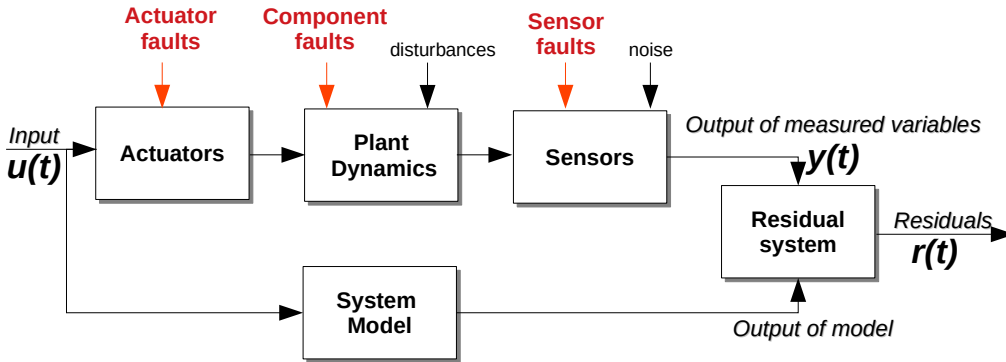 Actuator
faults
Component
faults
disturbances
Sensor
faults
noise
Input
u(t)
Actuators
Plant
Dynamics
Sensors
Output of measured variables
y(t)
Residual
system
Residuals
r(t)
System
Model
Output of model